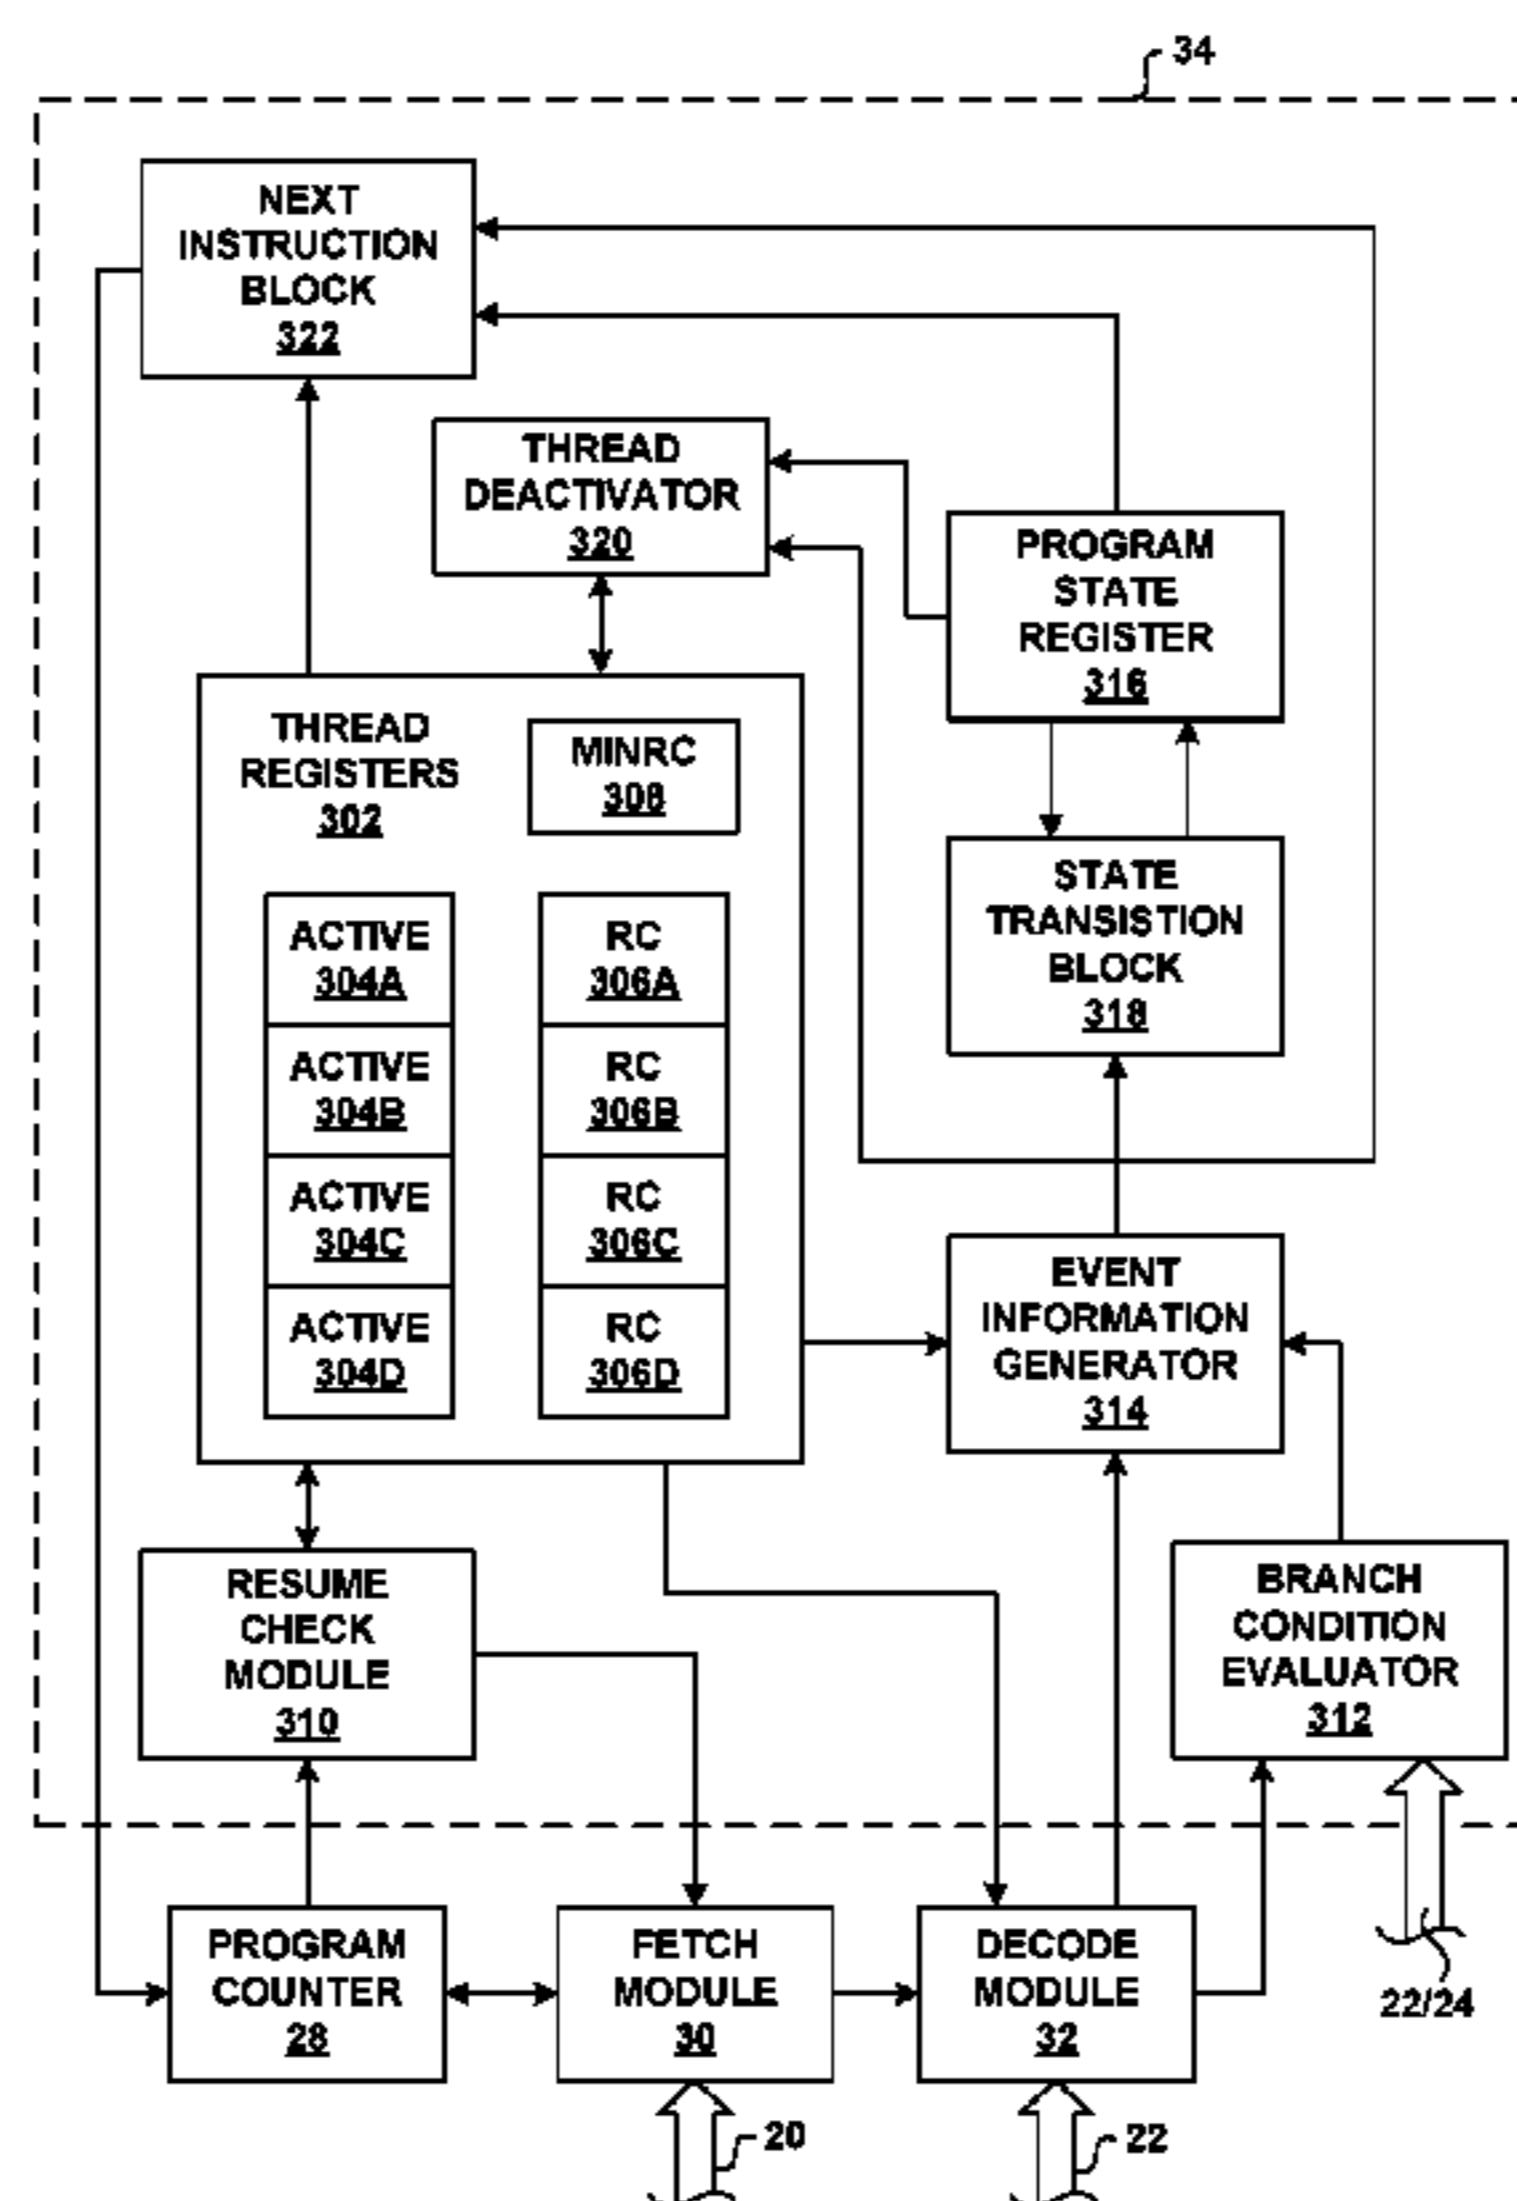 34
NEXT
INSTRUCTION
BLOCK
322
THREAD
DEACTIVATOR
320
PROGRAM
STATE
REGISTER
316
THREAD
REGISTERS
302
MINRC
308
STATE
TRANSISTION
BLOCK
318
ACTIVE
304A
ACTIVE
304B
ACTIVE
304C
ACTIVE
304D
RC
306A
RC
306B
RC
306C
RC
306D
EVENT
INFORMATION
GENERATOR
314
RESUME
CHECK
MODULE
310
BRANCH
CONDITION
EVALUATOR
312
PROGRAM
COUNTER
28
FETCH
MODULE
30
DECODE
MODULE
32
22/24
20
22